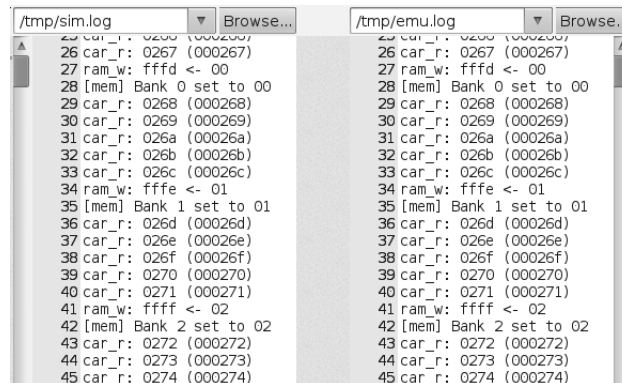 /tmp/sim.log Browse...
25 car_r: 0266 (000266)
26 car_r: 0267 (000267)
27 ram_w: fffd <- 00
28 [mem] Bank 0 set to 00
29 car_r: 0268 (000268)
30 car_r: 0269 (000269)
31 car_r: 026a (00026a)
32 car_r: 026b (00026b)
33 car_r: 026c (00026c)
34 ram_w: fffe <- 01
35 [mem] Bank 1 set to 01
36 car_r: 026d (00026d)
37 car_r: 026e (00026e)
38 car_r: 026f (00026f)
39 car_r: 0270 (000270)
40 car_r: 0271 (000271)
41 ram_w: ffff <- 02
42 [mem] Bank 2 set to 02
43 car_r: 0272 (000272)
44 car_r: 0273 (000273)
45 car_r: 0274 (000274)
/tmp/emu.log Browse.
25 car_r: 0266 (000266)
26 car_r: 0267 (000267)
27 ram_w: fffd <- 00
28 [mem] Bank 0 set to 00
29 car_r: 0268 (000268)
30 car_r: 0269 (000269)
31 car_r: 026a (00026a)
32 car_r: 026b (00026b)
33 car_r: 026c (00026c)
34 ram_w: fffe <- 01
35 [mem] Bank 1 set to 01
36 car_r: 026d (00026d)
37 car_r: 026e (00026e)
38 car_r: 026f (00026f)
39 car_r: 0270 (000270)
40 car_r: 0271 (000271)
41 ram_w: ffff <- 02
42 [mem] Bank 2 set to 02
43 car_r: 0272 (000272)
44 car_r: 0273 (000273)
45 car_r: 0274 (000274)